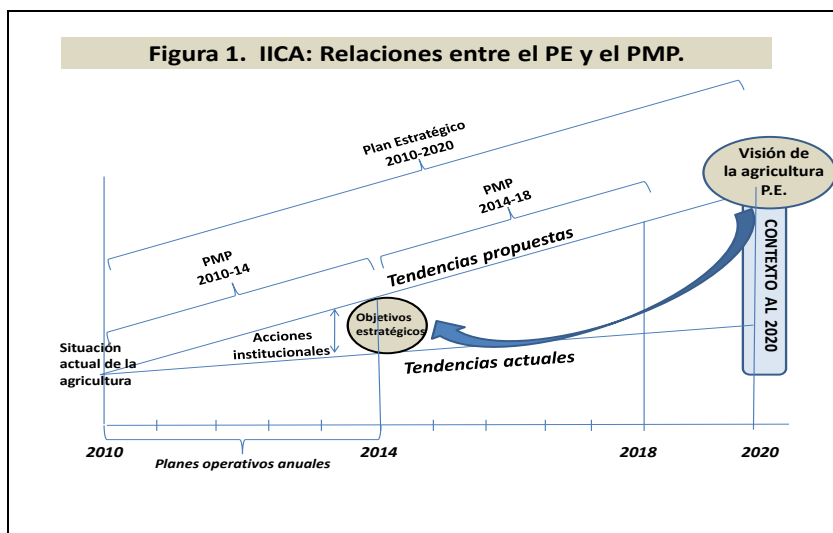 Figura 1.  IICA: Relaciones entre el PE y el PMP.
Plan Estratégico
2010-2020
Visión de
la agricultura
P.E.
PMP
2014-18
PMP
2010-14
Tendencias propuestas
CONTEXTO AL 2020
Objetivos
estratégicos
Acciones
institucionales
Situación
actual de la
agricultura
Tendencias actuales
2010
2014
2018
2020
Planes operativos anuales